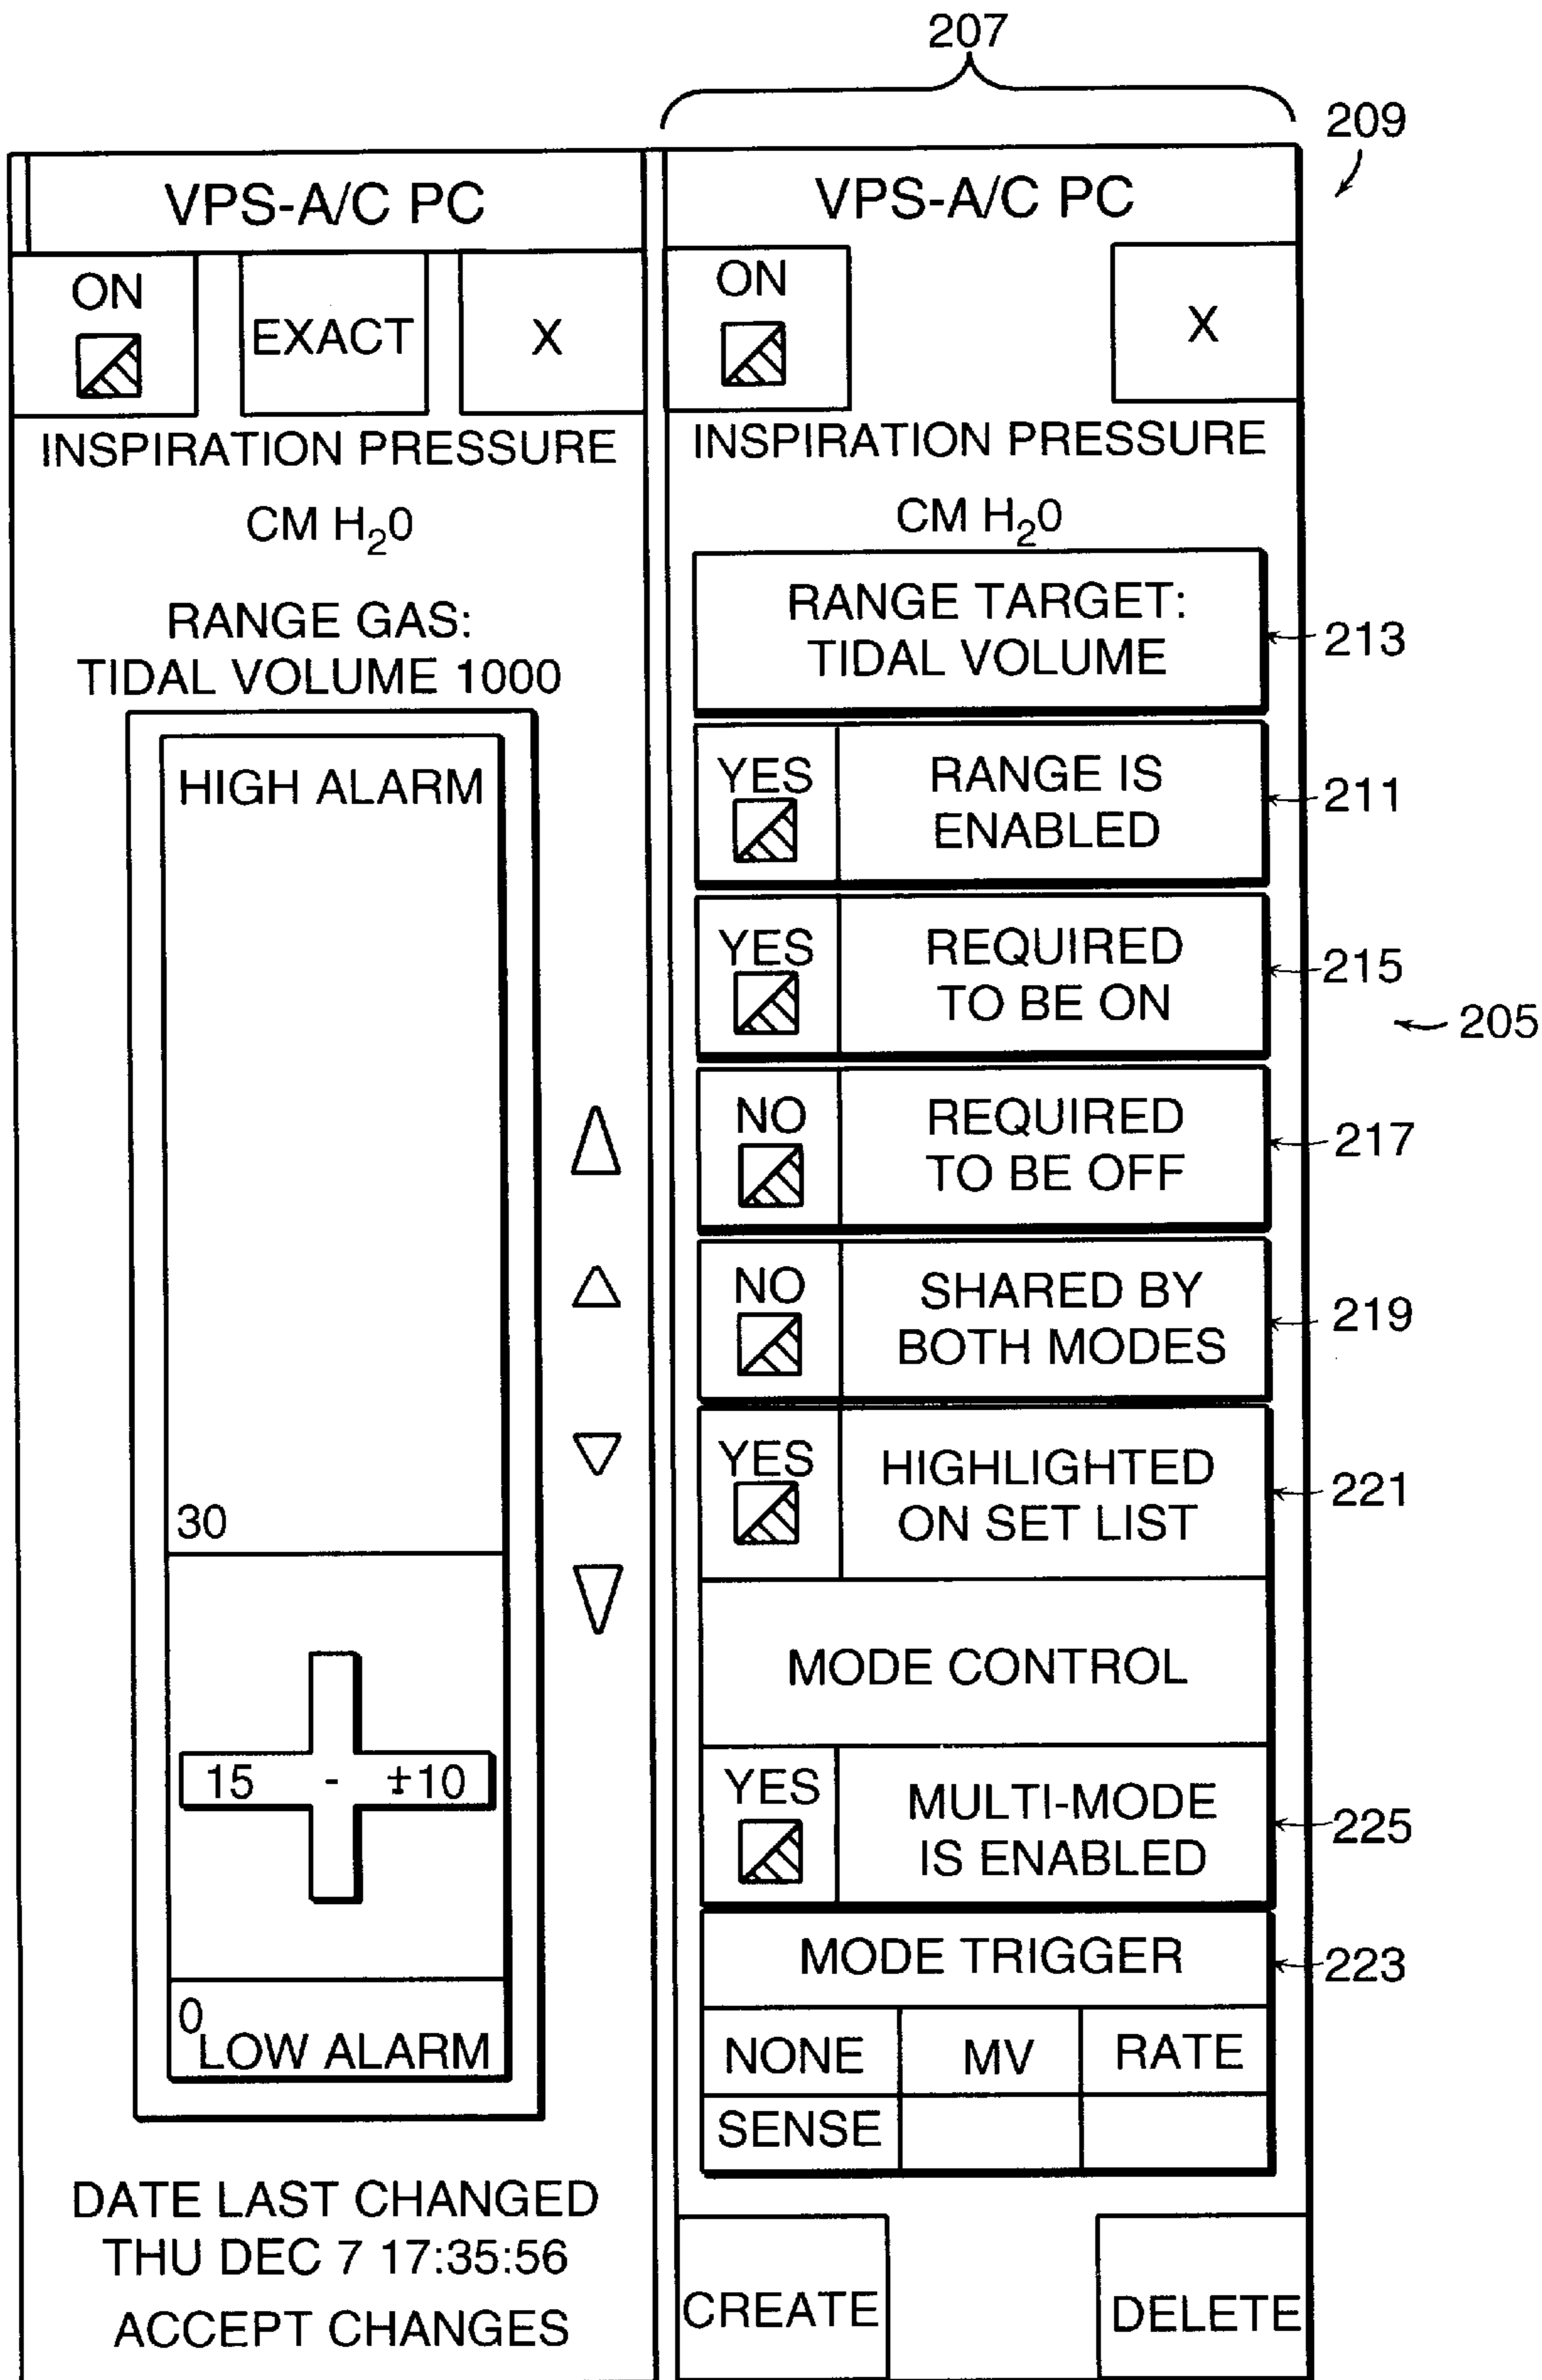 207
209
VPS-A/C PC
ON
EXACT
X
INSPIRATION PRESSURE
CM H₂0
RANGE GAS:
TIDAL VOLUME 1000
HIGH ALARM
30
15 - ±10
0
LOW ALARM
DATE LAST CHANGED
THU DEC 7 17:35:56
ACCEPT CHANGES
VPS-A/C PC
ON
X
INSPIRATION PRESSURE
CM H₂0
RANGE TARGET:
TIDAL VOLUME
213
YES
RANGE IS
ENABLED
211
YES
REQUIRED
TO BE ON
215
205
NO
REQUIRED
TO BE OFF
217
NO
SHARED BY
BOTH MODES
219
YES
HIGHLIGHTED
ON SET LIST
221
MODE CONTROL
YES
MULTI-MODE
IS ENABLED
225
MODE TRIGGER
223
NONE MV RATE
SENSE
CREATE
DELETE